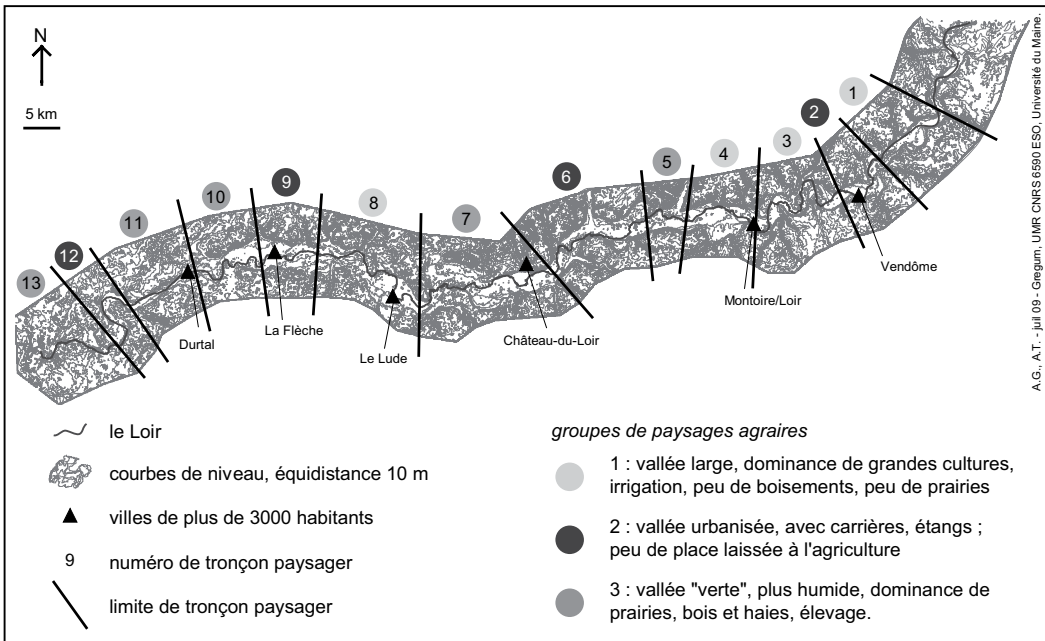 N
5 km
1
2
3
4
5
6
7
8
9
10
11
12
13
Vendôme
Montoire/Loir
Château-du-Loir
Le Lude
La Flèche
Durtal
A.G., A.T. - juil 09 - Gregum, UMR CNRS 6590 ESO, Université du Maine.
le Loir
courbes de niveau, équidistance 10 m
villes de plus de 3000 habitants
9 numéro de tronçon paysager
limite de tronçon paysager
groupes de paysages agraires
1 : vallée large, dominance de grandes cultures,
irrigation, peu de boisements, peu de prairies
2 : vallée urbanisée, avec carrières, étangs ;
peu de place laissée à l'agriculture
3 : vallée "verte", plus humide, dominance de
prairies, bois et haies, élevage.